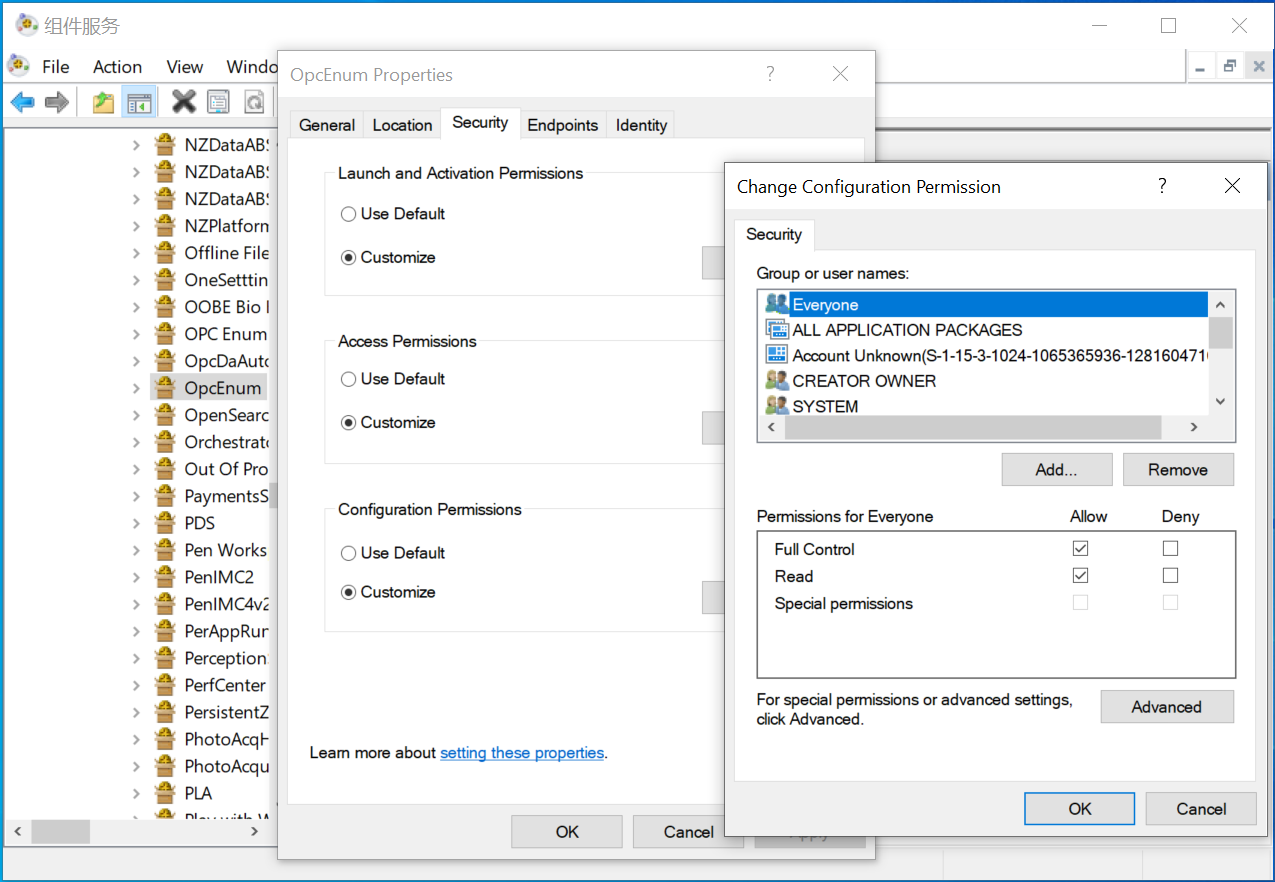 组件服务
File Action View Windo
NZDataABS
NZDataABS
NZDataABS
NZPlatform
Offline File
OneSetttin
OOBE Bio
OPC Enum
OpcDaAuto
OpcEnum
OpenSearc
Orchestrato
Out Of Pro
PaymentsS
PDS
Pen Works
PenIMC2
PenIMC4v2
PerAppRun
Perception
PerfCenter
PersistentZ
PhotoAcqH
PhotoAcqu
PLA
Play with W
OpcEnum Properties
General Location Security Endpoints Identity
Launch and Activation Permissions
Use Default
Customize
Access Permissions
Use Default
Customize
Configuration Permissions
Use Default
Customize
Learn more about setting these properties.
OK Cancel Apply
Change Configuration Permission
Security
Group or user names:
Everyone
ALL APPLICATION PACKAGES
Account Unknown(S-1-15-3-1024-1065365936-128160471
CREATOR OWNER
SYSTEM
Add... Remove
Permissions for Everyone Allow Deny
Full Control
Read
Special permissions
For special permissions or advanced settings,
click Advanced.
Advanced
OK Cancel